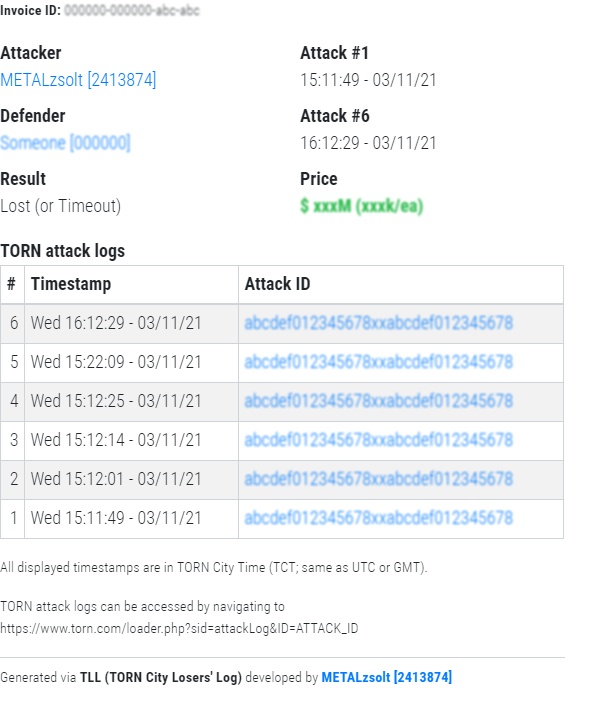 Invoice ID: 000000-000000-abc-abc
Attacker
METALzsolt [2413874]
Attack #1
15:11:49 - 03/11/21
Defender
Someone [000000]
Attack #6
16:12:29 - 03/11/21
Result
Lost (or Timeout)
Price
$ xxxM (xxxk/ea)
TORN attack logs
# Timestamp Attack ID
6 Wed 16:12:29 - 03/11/21 abcdef012345678xxabcdef012345678
5 Wed 15:22:09 - 03/11/21 abcdef012345678xxabcdef012345678
4 Wed 15:12:25 - 03/11/21 abcdef012345678xxabcdef012345678
3 Wed 15:12:14 - 03/11/21 abcdef012345678xxabcdef012345678
2 Wed 15:12:01 - 03/11/21 abcdef012345678xxabcdef012345678
1 Wed 15:11:49 - 03/11/21 abcdef012345678xxabcdef012345678
All displayed timestamps are in TORN City Time (TCT; same as UTC or GMT).
TORN attack logs can be accessed by navigating to
https://www.torn.com/loader.php?sid=attackLog&ID=ATTACK_ID
Generated via TLL (TORN City Losers' Log) developed by METALzsolt [2413874]